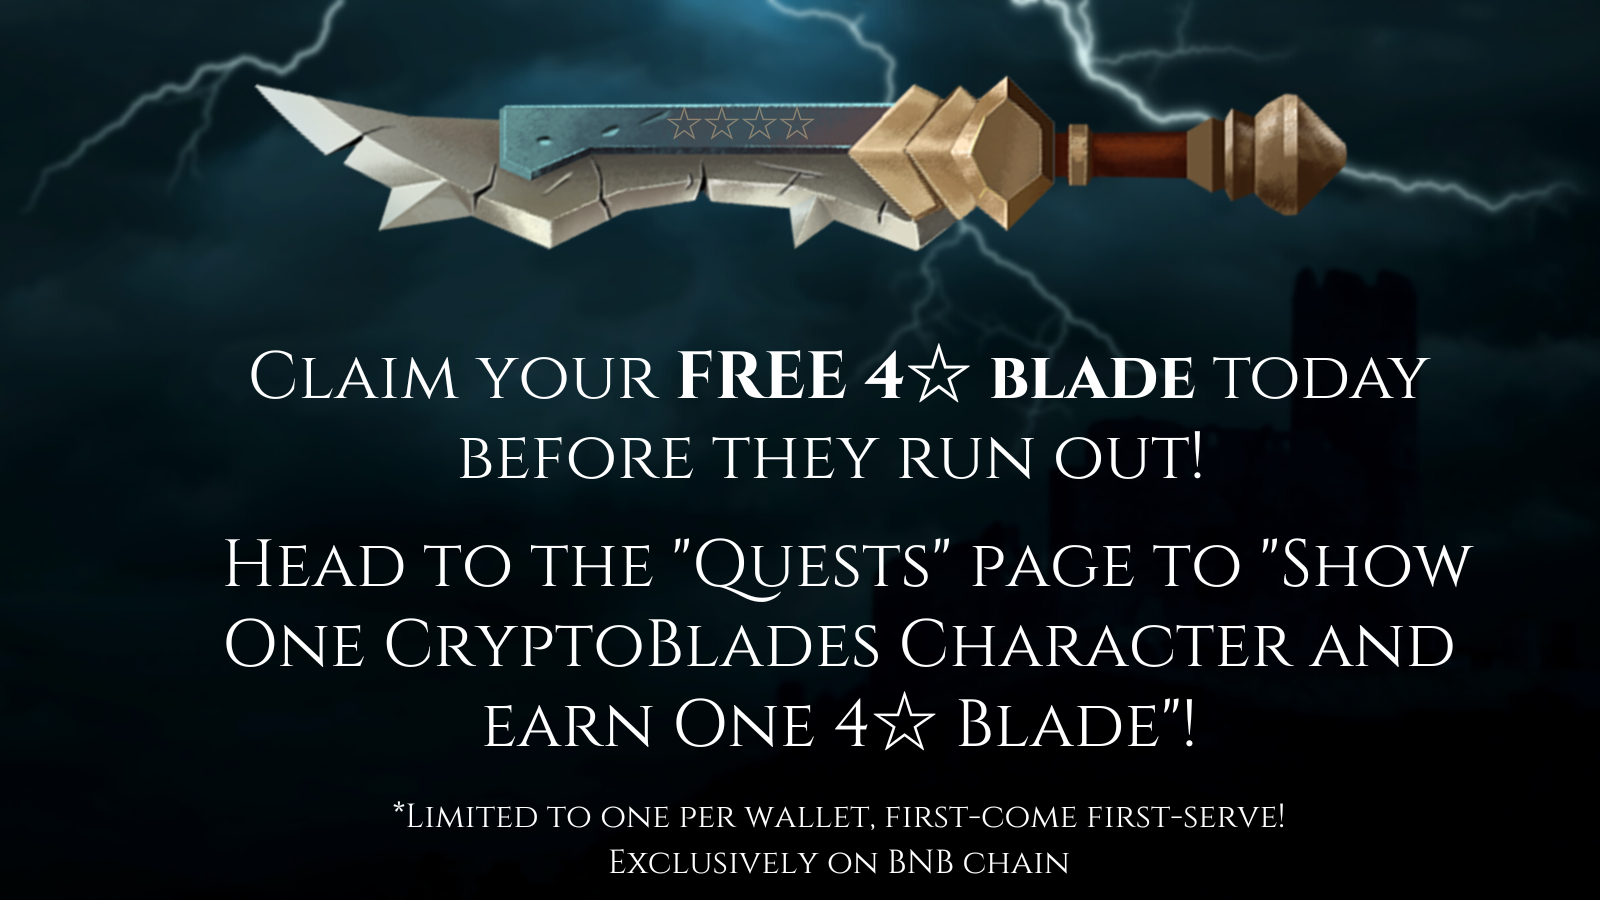 ☆☆☆☆
Claim your FREE 4☆ blade today
before they run out!
Head to the "Quests" page to "Show
One CryptoBlades Character and
earn One 4☆ Blade"!
*Limited to one per wallet, first-come first-serve!
Exclusively on BNB chain